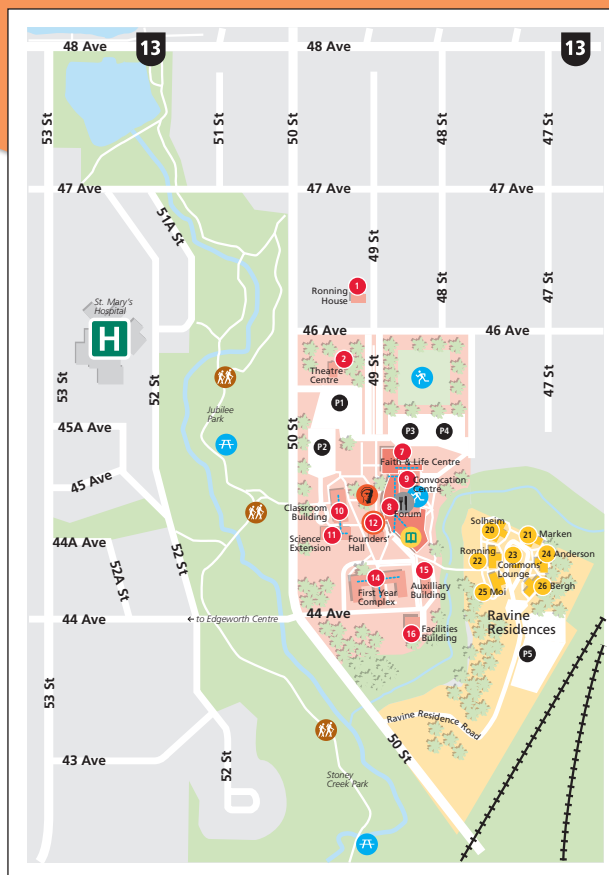 48 Ave
13
48 Ave
13
53 St
51 St
50 St
48 St
47 St
47 Ave
47 Ave
47 Ave
51A St
49 St
1
Ronning
House
48 St
47 St
St. Mary's
Hospital
H
46 Ave
46 Ave
2
Theatre
Centre
53 St
52 St
49 St
47 St
P1
Jubilee
Park
50 St
45A Ave
P2
P3
P4
7
Faith & Life Centre
45 Ave
9
Convocation
Centre
8
Forum
Classroom
Building
10
12
Founders'
Hall
Science
Extension
11
Solheim
20
21
Marken
44A Ave
52 St
Ronning
22
23
Commons'
Lounge
24
Anderson
52A St
14
First Year
Complex
15
Auxilliary
Building
25
Moi
26
Bergh
44 Ave
← to Edgeworth Centre
44 Ave
16
Facilities
Building
Ravine
Residences
P5
53 St
Ravine Residence Road
50 St
43 Ave
52 St
Stoney
Creek Park